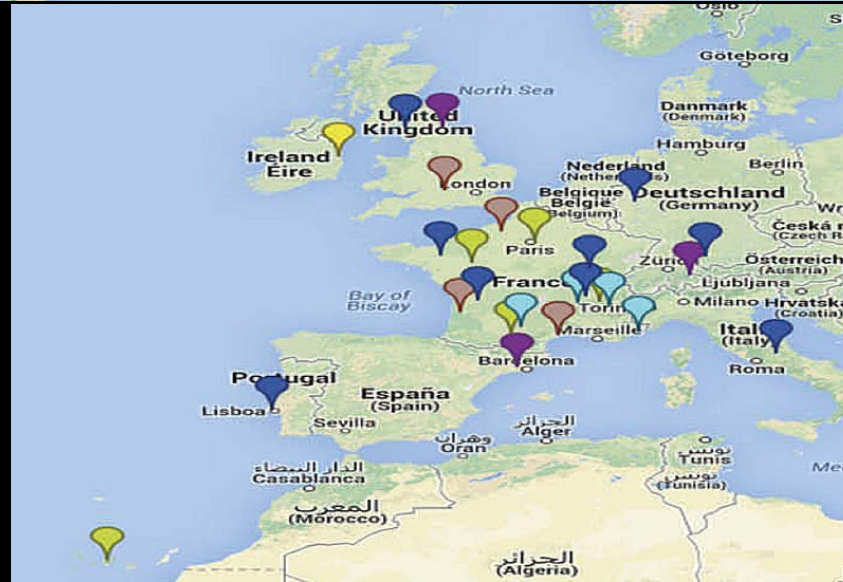 Oslo
S
Göteborg
North Sea
Danmark
(Denmark)
United
Kingdom
Hamburg
Ireland
Éire
Nederland
(Netherlands)
Berlin
London
Belgique
België
(Belgium)
Deutschland
(Germany)
Wr
Paris
Česká r
(Czech R
Zürich
Österreich
(Austria)
France
Ljubljana
Bay of
Biscay
Torino
Milano
Hrvatska
(Croatia)
Marseille
Ital
(Italy)
Barcelona
Roma
Portugal
España
(Spain)
Lisboa
Sevilla
الجزائر
Alger
وهران
Oran
تونس
Tunis
الدار البيضاء
Casablanca
تونس
(Tunisia)
Me
المغرب
(Morocco)
الجزائر
(Algeria)